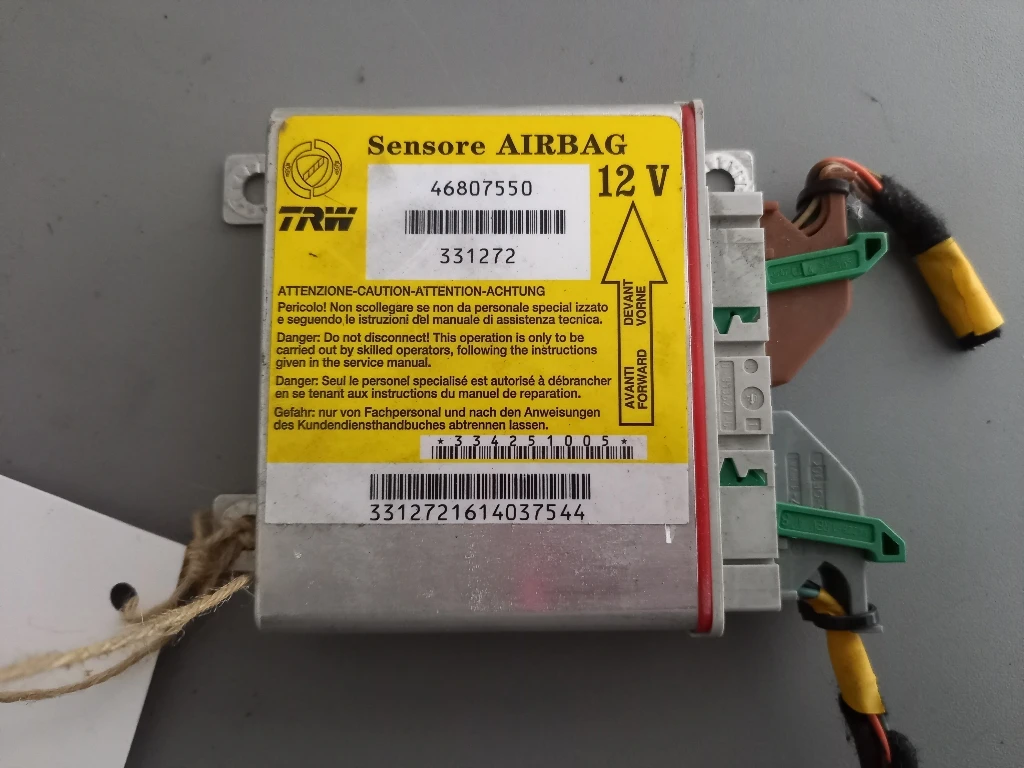 Sensore AIRBAG
46807550
12 V
TRW
331272
ATTENZIONE-CAUTION-ATTENTION-ACHTUNG
Pericolo! Non scollegare se non da personale special izzato
e seguendo le istruzioni del manuale di assistenza tecnica.
Danger: Do not disconnect! This operation is only to be
carried out by skilled operators, following the instructions
given in the service manual.
Danger: Seul le personel specialisé est autorisé à débrancher
en se tenant aux instructions du manuel de reparation.
Gefahr: nur von Fachpersonal und nach den Anweisungen
des Kundendiensthandbuches abtrennen lassen.
DEVANT
VORNE
AVANTI
FORWARD
*334251005*
3312721614037544